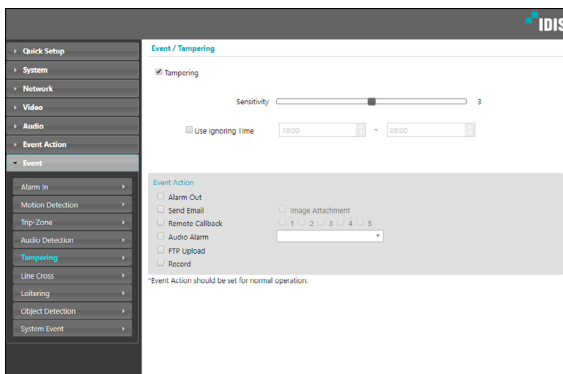 IDIS
Quick Setup
System
Network
Video
Audio
Event Action
Event
Alarm In
Motion Detection
Trip-Zone
Audio Detection
Tampering
Line Cross
Loitering
Object Detection
System Event
Event / Tampering
Tampering
Sensitivity 3
Use Ignoring Time 18:00 ~ 09:00
Event Action
Alarm Out
Send Email Image Attachment
Remote Callback 1 2 3 4 5
Audio Alarm
FTP Upload
Record
*Event Action should be set for normal operation.